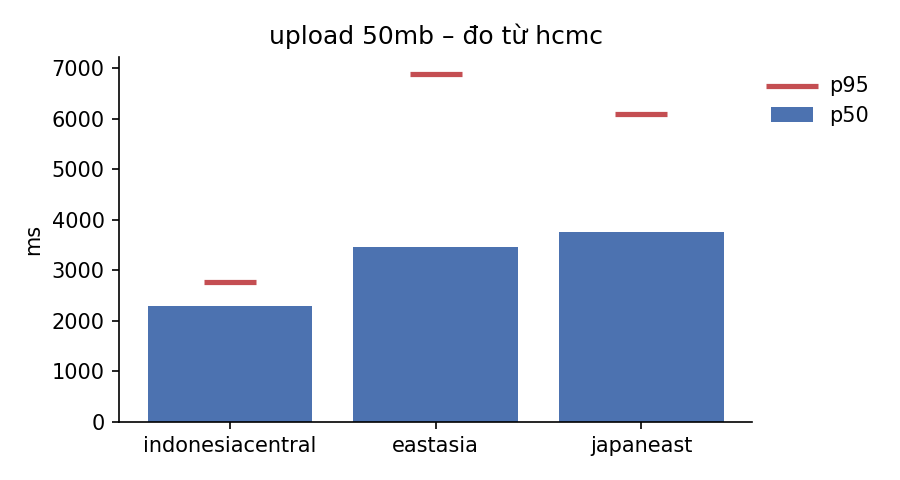 upload 50mb – đo từ hcmc
7000
6000
5000
4000
3000
2000
1000
0
ms
indonesiacentral
eastasia
japaneast
p95
p50